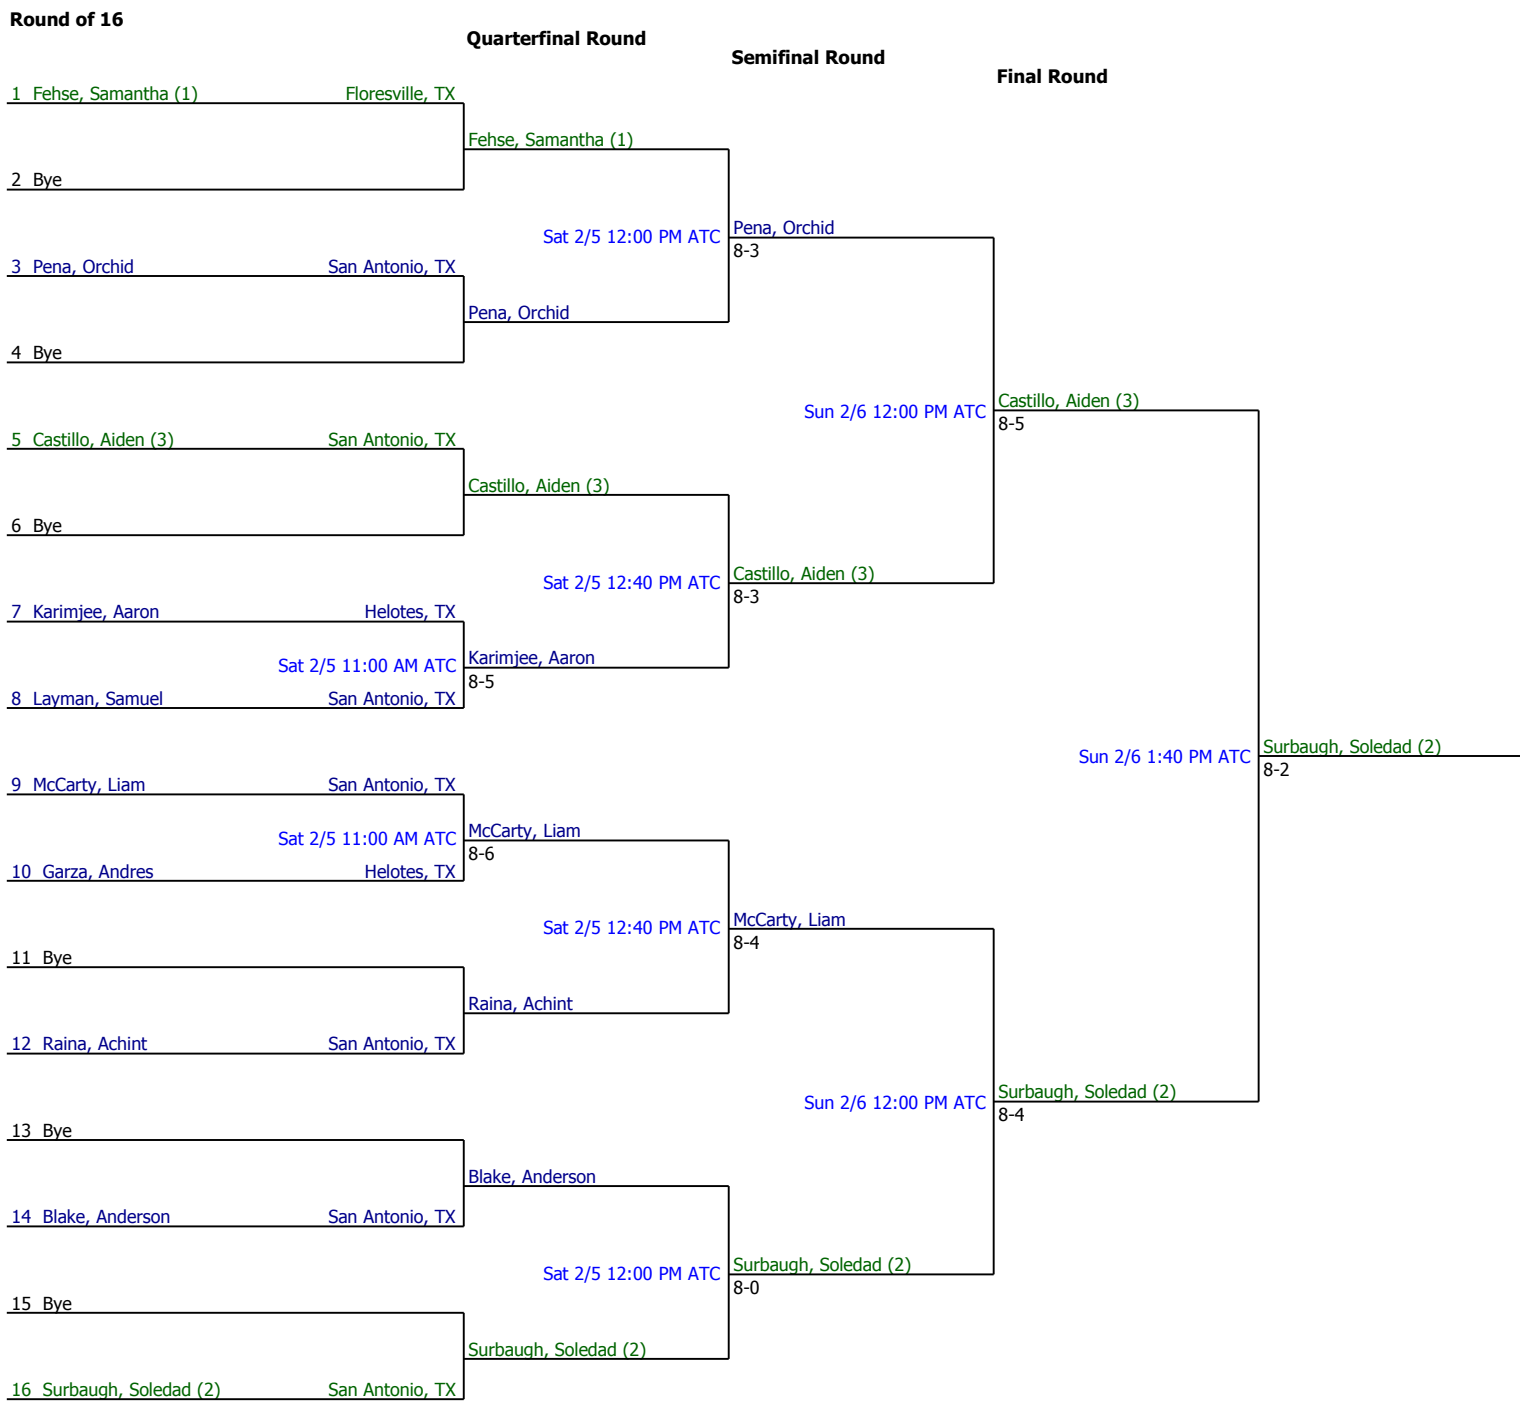 Round of 16
Quarterfinal Round
Semifinal Round
Final Round
1 Fehse, Samantha (1) Floresville, TX
Fehse, Samantha (1)
2 Bye
Sat 2/5 12:00 PM ATC Pena, Orchid
8-3
3 Pena, Orchid San Antonio, TX
Pena, Orchid
4 Bye
Sun 2/6 12:00 PM ATC Castillo, Aiden (3)
8-5
5 Castillo, Aiden (3) San Antonio, TX
Castillo, Aiden (3)
6 Bye
Sat 2/5 12:40 PM ATC Castillo, Aiden (3)
8-3
7 Karimjee, Aaron Helotes, TX
Sat 2/5 11:00 AM ATC Karimjee, Aaron
8-5
8 Layman, Samuel San Antonio, TX
Sun 2/6 1:40 PM ATC Surbaugh, Soledad (2)
8-2
9 McCarty, Liam San Antonio, TX
Sat 2/5 11:00 AM ATC McCarty, Liam
8-6
10 Garza, Andres Helotes, TX
Sat 2/5 12:40 PM ATC McCarty, Liam
8-4
11 Bye
Raina, Achint
12 Raina, Achint San Antonio, TX
Sun 2/6 12:00 PM ATC Surbaugh, Soledad (2)
8-4
13 Bye
Blake, Anderson
14 Blake, Anderson San Antonio, TX
Sat 2/5 12:00 PM ATC Surbaugh, Soledad (2)
8-0
15 Bye
Surbaugh, Soledad (2)
16 Surbaugh, Soledad (2) San Antonio, TX